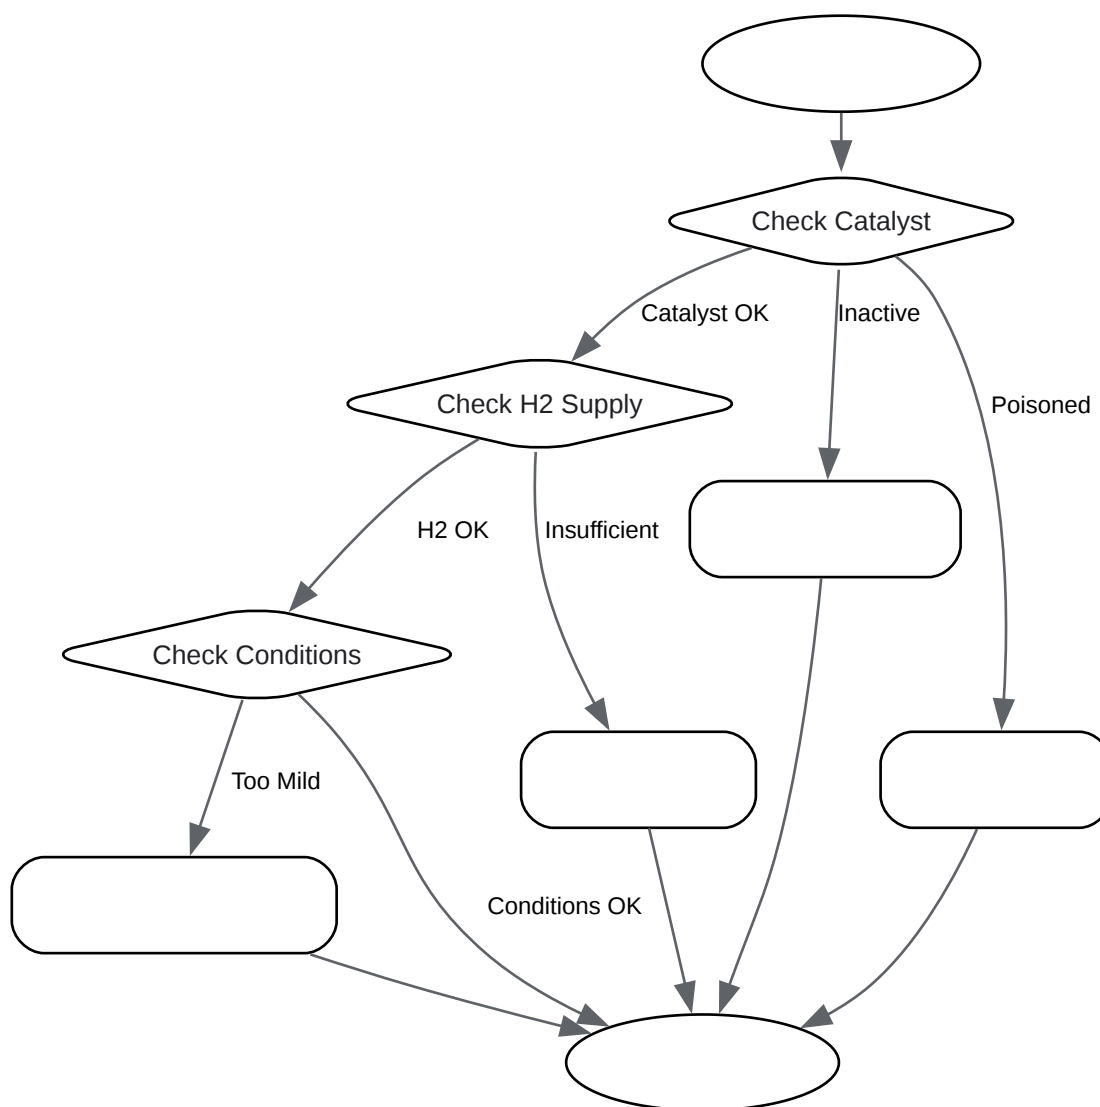 Check Catalyst
Catalyst OK
Inactive
Check H2 Supply
Poisoned
H2 OK
Insufficient
Check Conditions
Too Mild
Conditions OK